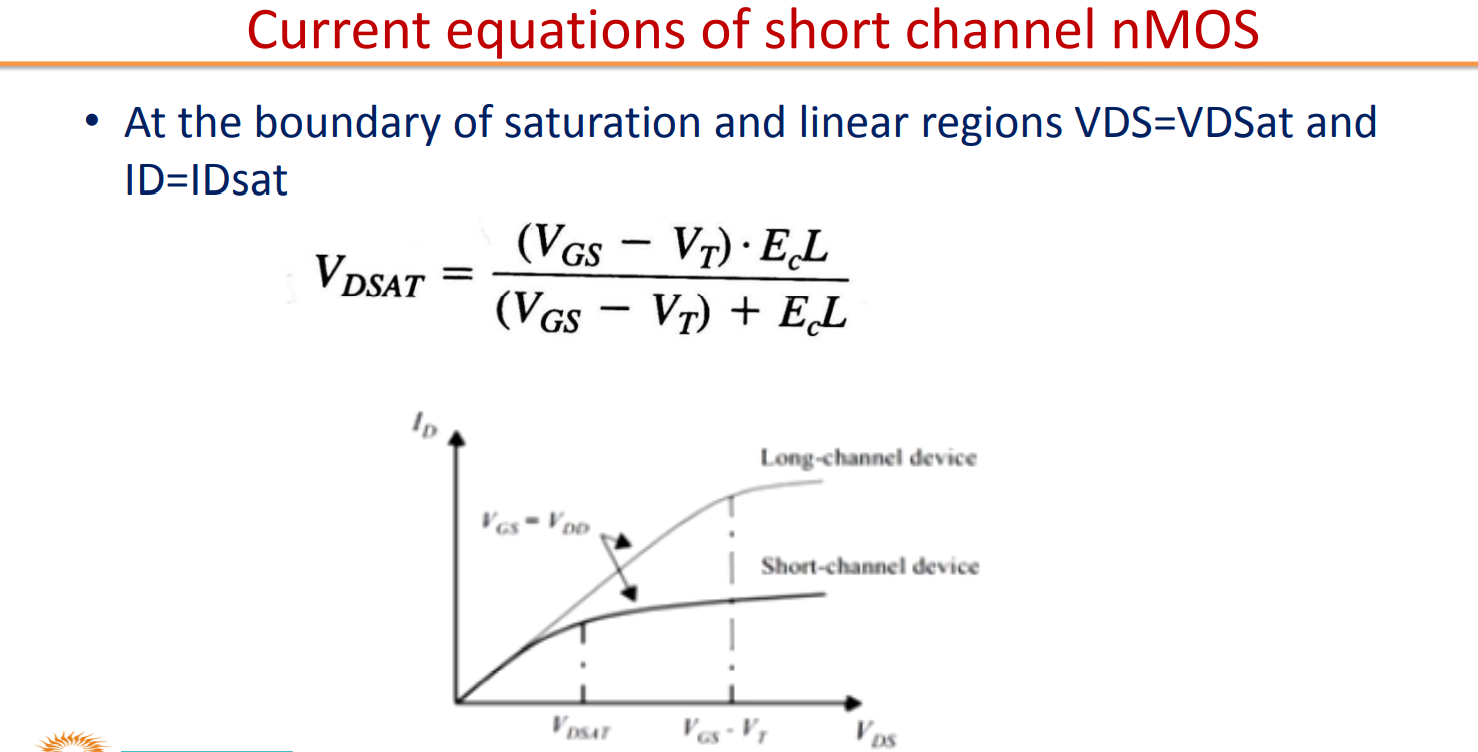 Current equations of short channel nMOS
• At the boundary of saturation and linear regions VDS=VDSat and
ID=IDsat
V_DSAT = (V_GS − V_T) · E_cL / (V_GS − V_T) + E_cL
I_D
Long-channel device
V_GS = V_DD
Short-channel device
V_DSAT V_GS - V_T V_DS